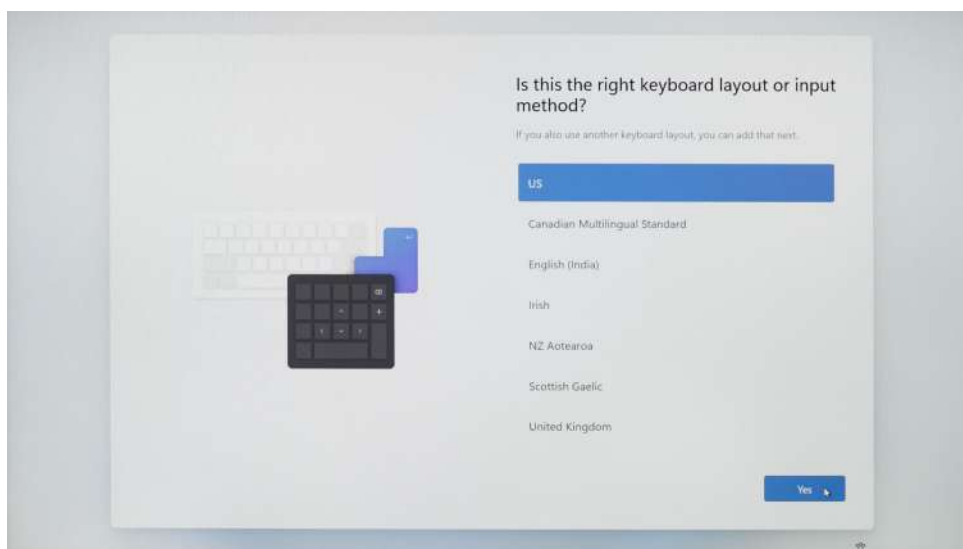 Is this the right keyboard layout or input
method?
If you also use another keyboard layout, you can add that next.
US
Canadian Multilingual Standard
English (India)
Irish
NZ Aotearoa
Scottish Gaelic
United Kingdom
Yes